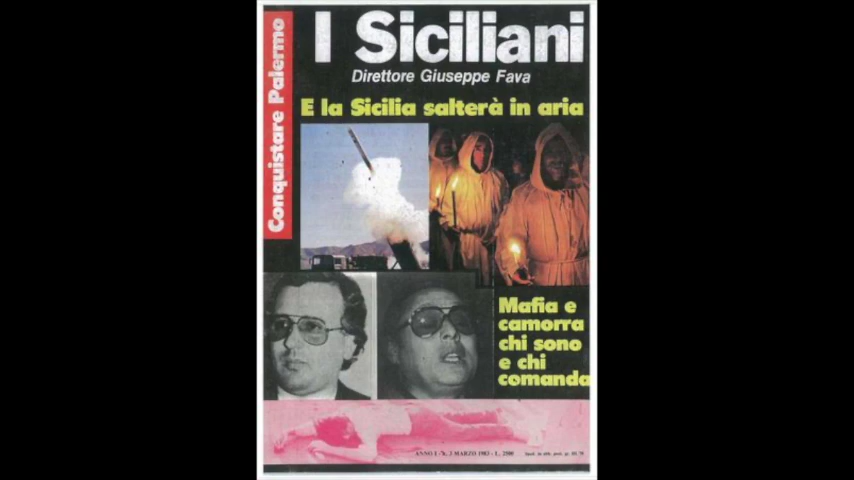 Conquistare Palermo
I Siciliani
Direttore Giuseppe Fava
E la Sicilia salterà in aria
Mafia e
camorra
chi sono
e chi
comanda
ANNO I - N. 3 MARZO 1983 - L. 2500